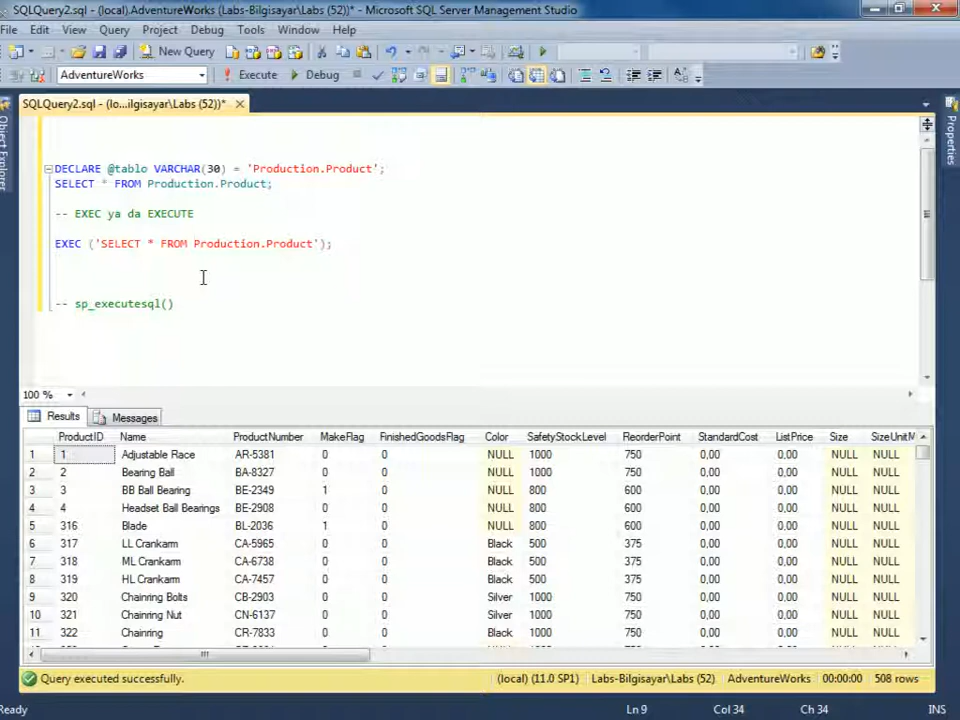 SQLQuery2.sql - (local).AdventureWorks (Labs-Bilgisayar\Labs (52))* - Microsoft SQL Server Management Studio
File Edit View Query Project Debug Tools Window Help
New Query
AdventureWorks Execute Debug
SQLQuery2.sql - (lo...ilgisayar\Labs (52))*
Object Explorer
Properties
DECLARE @tablo VARCHAR(30) = 'Production.Product';
SELECT * FROM Production.Product;
-- EXEC ya da EXECUTE
EXEC ('SELECT * FROM Production.Product');
-- sp_executesql()
100 %
Results Messages
ProductID Name ProductNumber MakeFlag FinishedGoodsFlag Color SafetyStockLevel ReorderPoint StandardCost ListPrice Size SizeUnitM
1 1 Adjustable Race AR-5381 0 0 NULL 1000 750 0,00 0,00 NULL NULL
2 2 Bearing Ball BA-8327 0 0 NULL 1000 750 0,00 0,00 NULL NULL
3 3 BB Ball Bearing BE-2349 1 0 NULL 800 600 0,00 0,00 NULL NULL
4 4 Headset Ball Bearings BE-2908 0 0 NULL 800 600 0,00 0,00 NULL NULL
5 316 Blade BL-2036 1 0 NULL 800 600 0,00 0,00 NULL NULL
6 317 LL Crankarm CA-5965 0 0 Black 500 375 0,00 0,00 NULL NULL
7 318 ML Crankarm CA-6738 0 0 Black 500 375 0,00 0,00 NULL NULL
8 319 HL Crankarm CA-7457 0 0 Black 500 375 0,00 0,00 NULL NULL
9 320 Chainring Bolts CB-2903 0 0 Silver 1000 750 0,00 0,00 NULL NULL
10 321 Chainring Nut CN-6137 0 0 Silver 1000 750 0,00 0,00 NULL NULL
11 322 Chainring CR-7833 0 0 Black 1000 750 0,00 0,00 NULL NULL
Query executed successfully. (local) (11.0 SP1) Labs-Bilgisayar\Labs (52) AdventureWorks 00:00:00 508 rows
Ready Ln 9 Col 34 Ch 34 INS